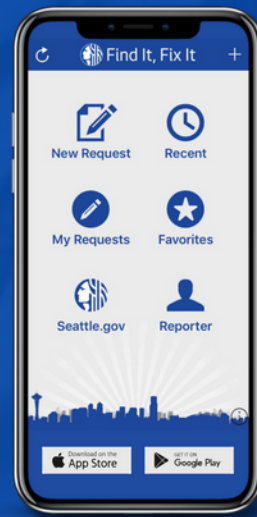 Find It, Fix It
New Request
Recent
My Requests
Favorites
Seattle.gov
Reporter
Download on the
App Store
GET IT ON
Google Play